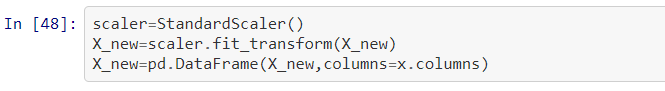 In [48]: scaler=StandardScaler()
X_new=scaler.fit_transform(X_new)
X_new=pd.DataFrame(X_new,columns=x.columns)